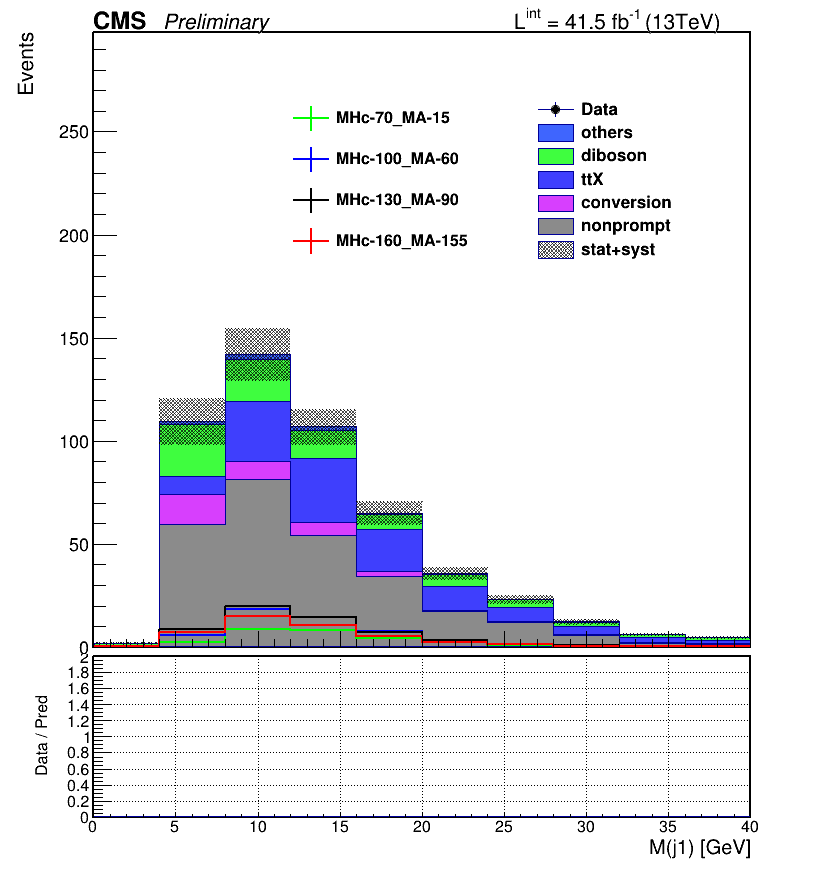 CMS Preliminary L^int = 41.5 fb^-1 (13TeV)
Events
250
200
150
100
50
0
MHc-70_MA-15
MHc-100_MA-60
MHc-130_MA-90
MHc-160_MA-155
Data
others
diboson
ttX
conversion
nonprompt
stat+syst
Data / Pred
2
1.8
1.6
1.4
1.2
1
0.8
0.6
0.4
0.2
0
0 5 10 15 20 25 30 35 40
M(j1) [GeV]